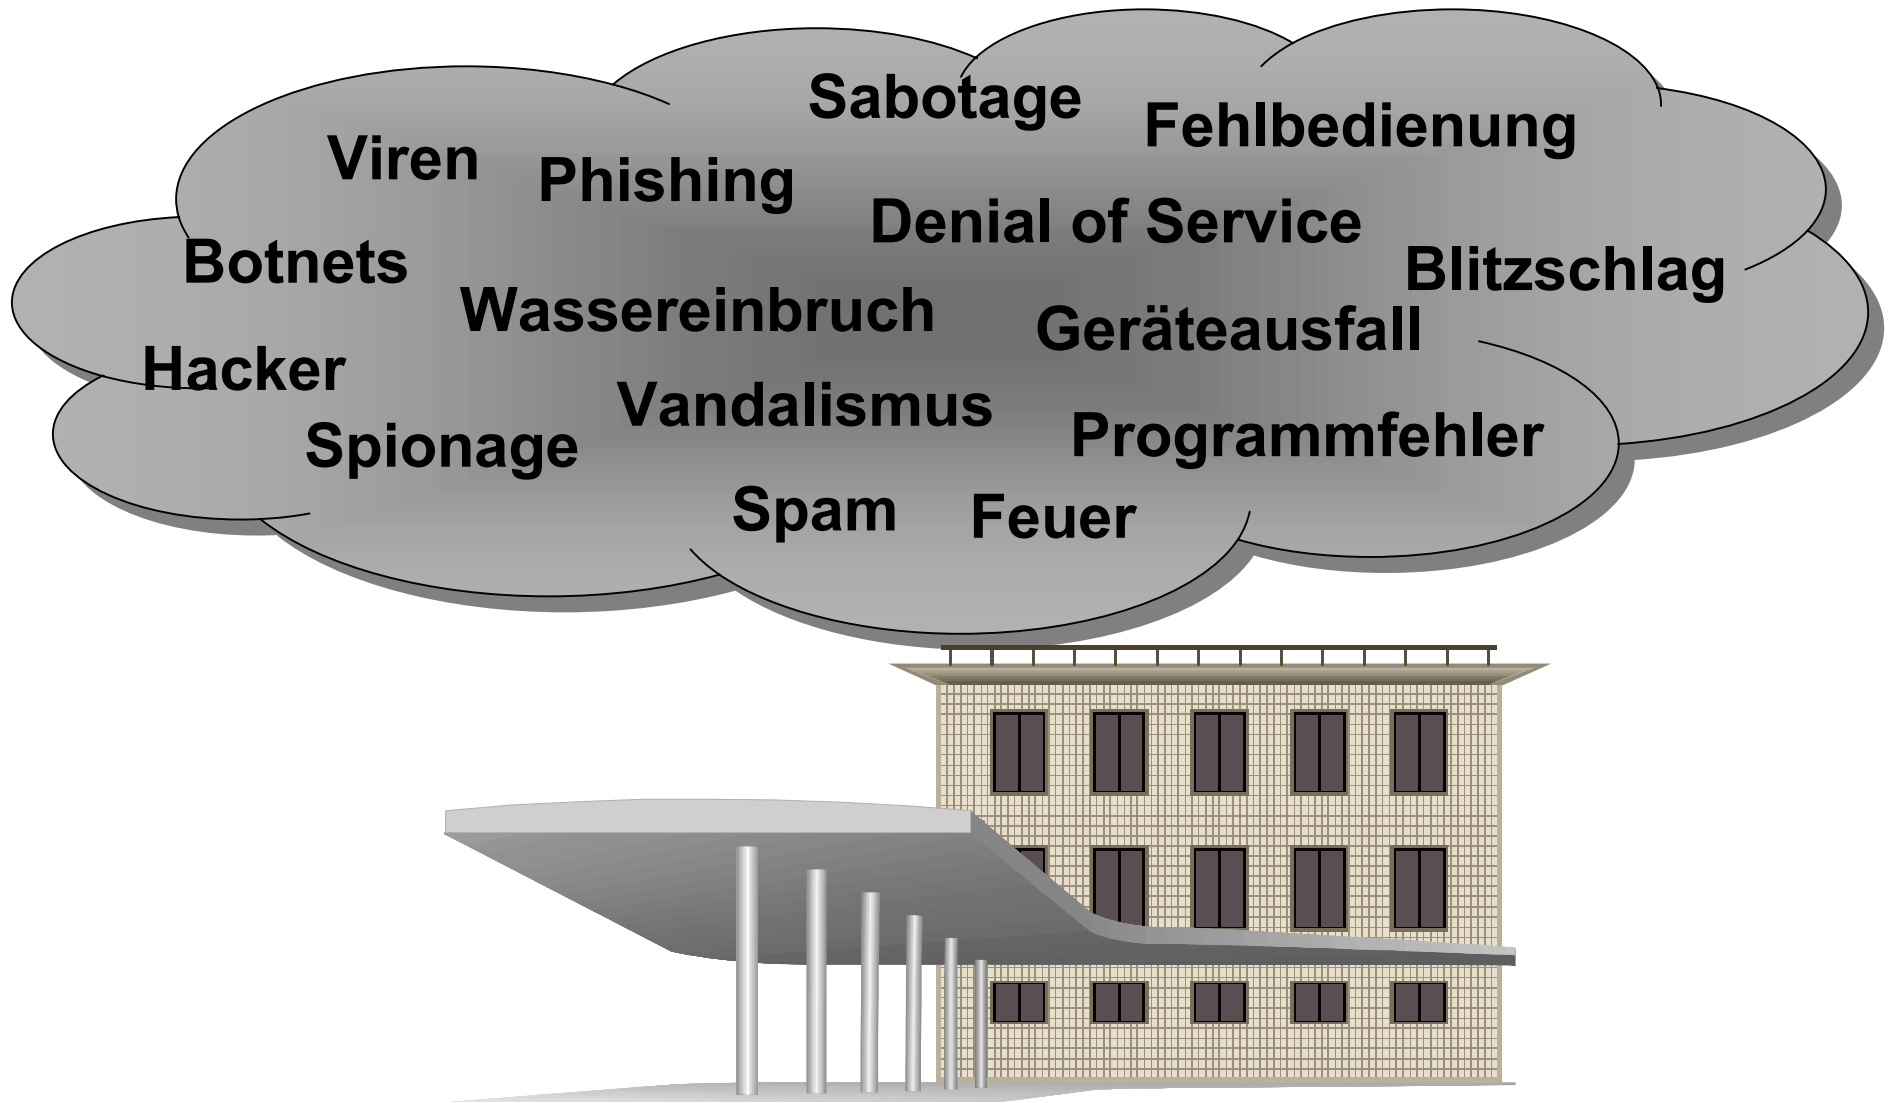 Sabotage
Fehlbedienung
Viren
Phishing
Denial of Service
Botnets
Blitzschlag
Wassereinbruch
Geräteausfall
Hacker
Vandalismus
Programmfehler
Spionage
Spam
Feuer